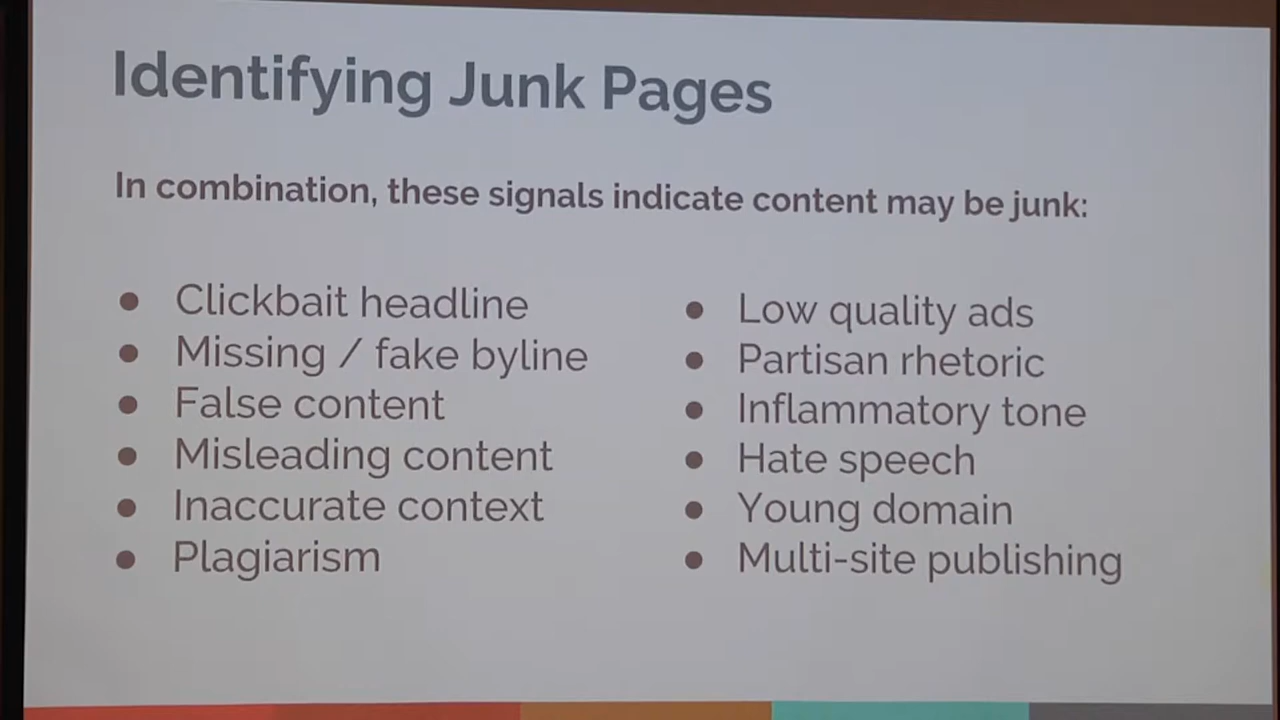 Identifying Junk Pages
In combination, these signals indicate content may be junk:
● Clickbait headline
● Missing / fake byline
● False content
● Misleading content
● Inaccurate context
● Plagiarism
● Low quality ads
● Partisan rhetoric
● Inflammatory tone
● Hate speech
● Young domain
● Multi-site publishing